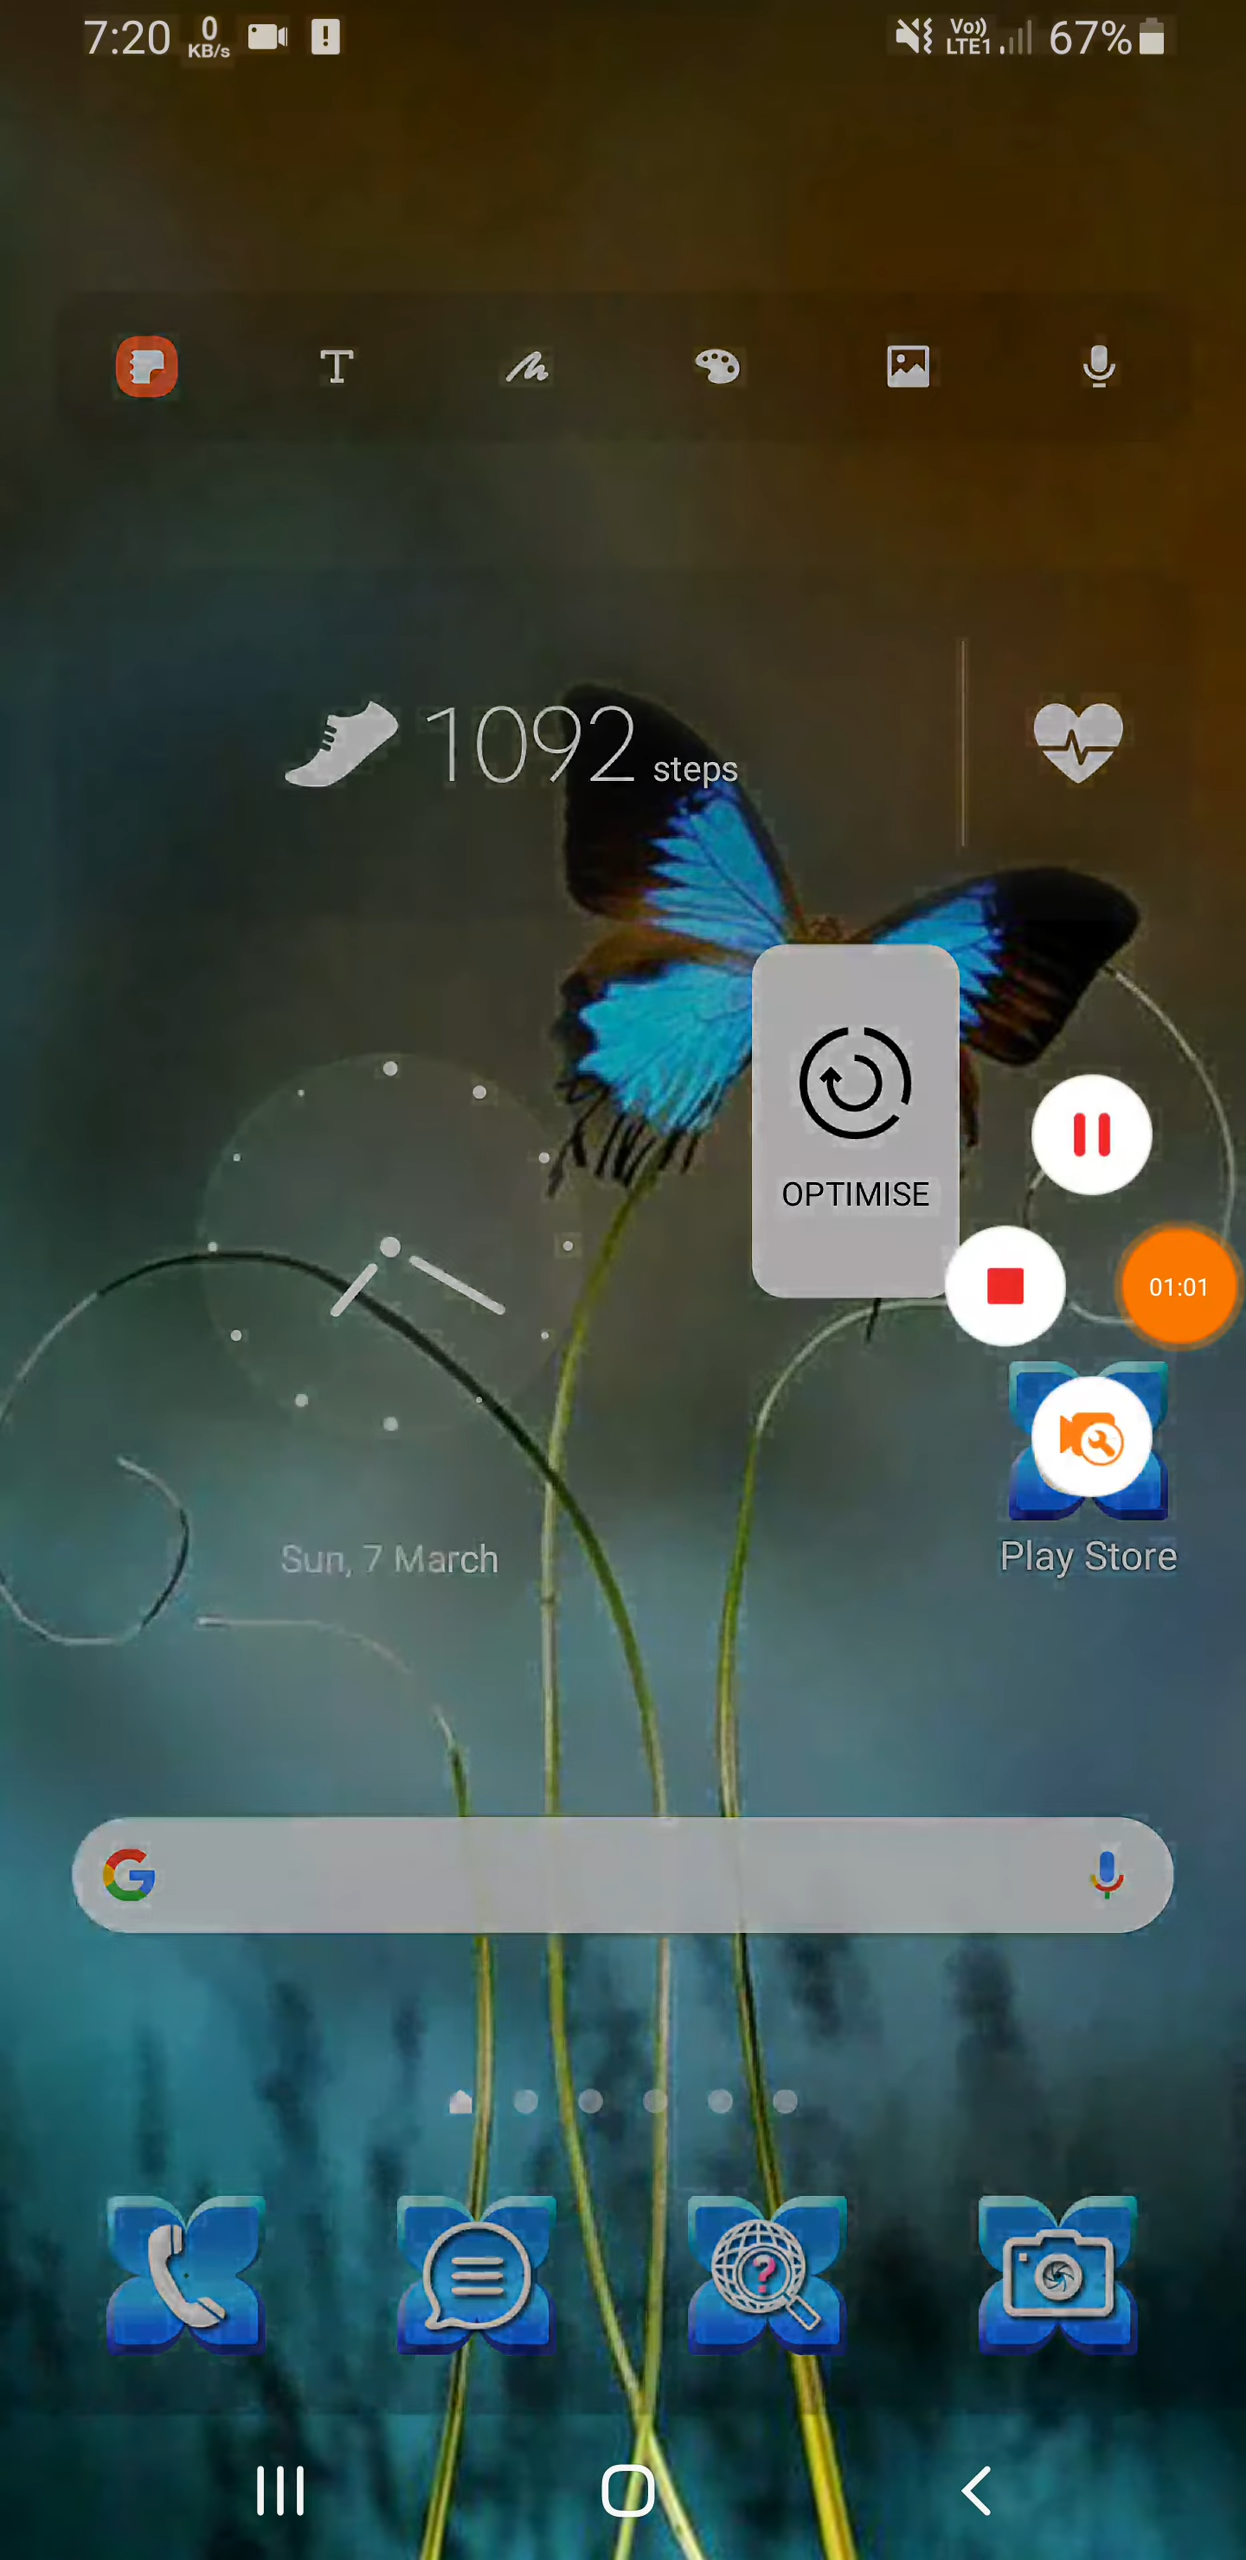 7:20 0 KB/s Vo)) LTE1 67%
T
1092 steps
OPTIMISE
01:01
Play Store
Sun, 7 March
G
?